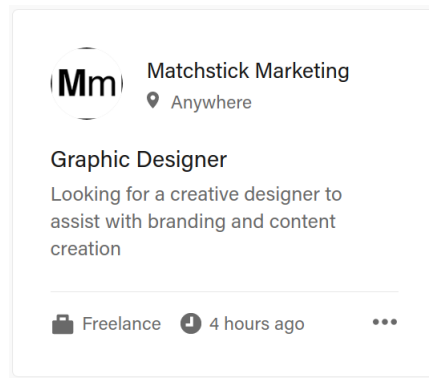 Mm
Matchstick Marketing
Anywhere
Graphic Designer
Looking for a creative designer to
assist with branding and content
creation
Freelance
4 hours ago